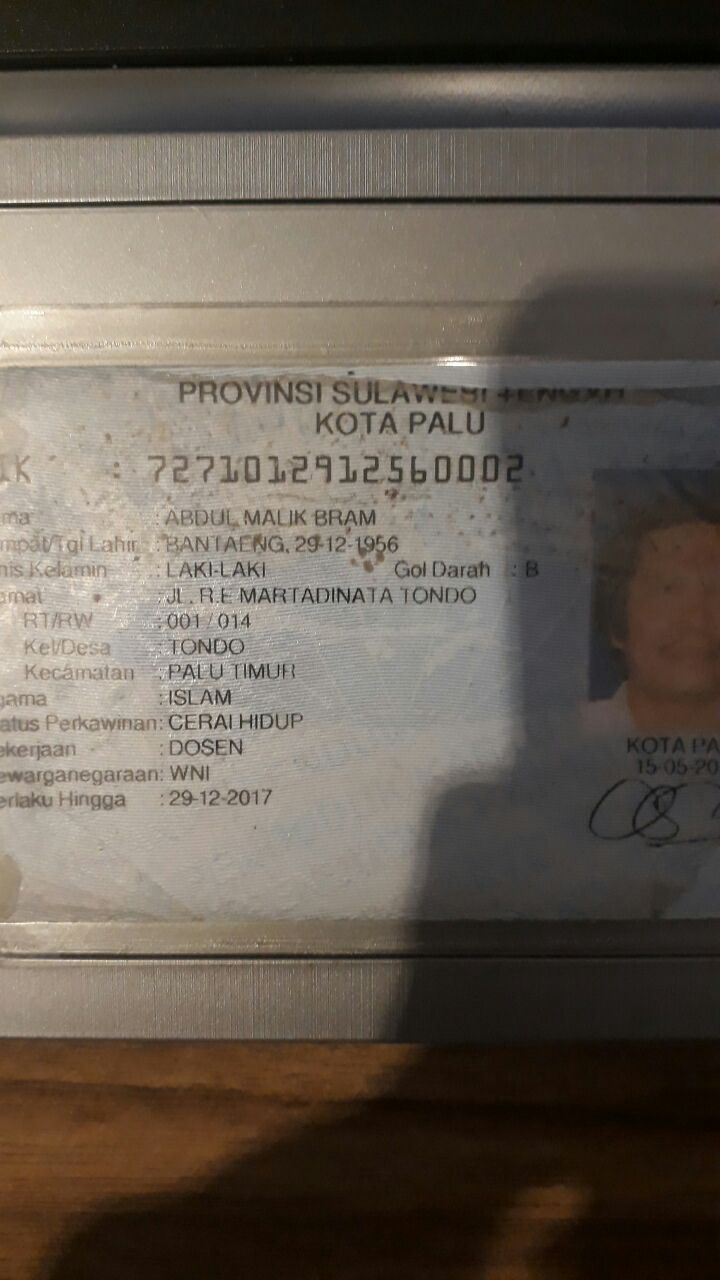 PROVINSI SULAWESI TENGAH
KOTA PALU
IK : 7271012912560002
ma : ABDUL MALIK BRAM
mpat/Tgl Lahir : BANTAENG, 29-12-1956
nis Kelamin : LAKI-LAKI Gol Darah : B
amat : JL. R.E MARTADINATA TONDO
RT/RW : 001 / 014
Kel/Desa : TONDO
Kecamatan : PALU TIMUR
gama : ISLAM
atus Perkawinan: CERAI HIDUP
ekerjaan : DOSEN
ewarganegaraan: WNI
erlaku Hingga : 29-12-2017
KOTA PA
15-05-20